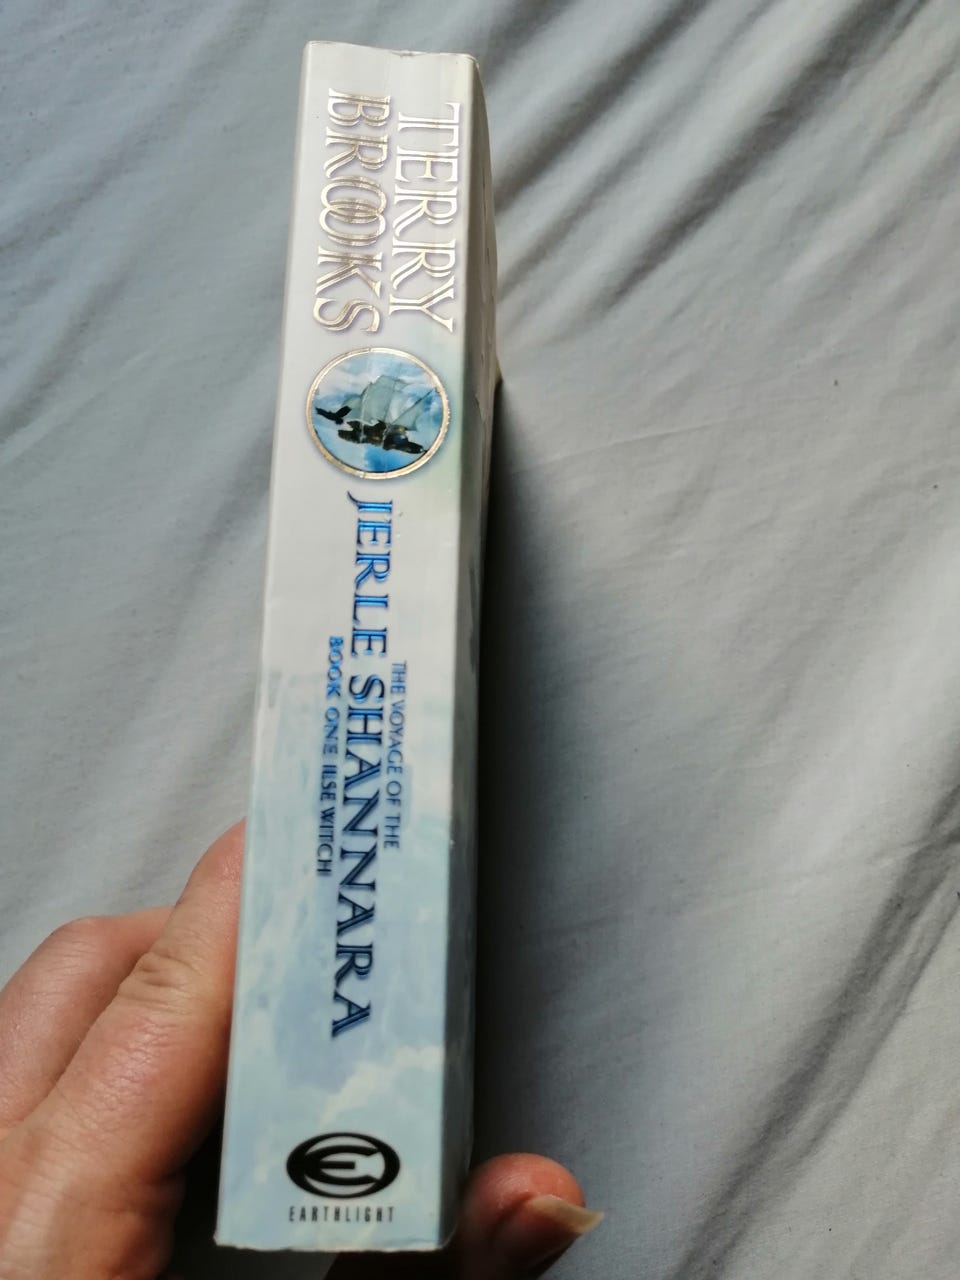 TERRY
BROOKS
THE VOYAGE OF THE
JERLE SHANNARA
BOOK ONE ILSE WITCH
E
EARTHLIGHT